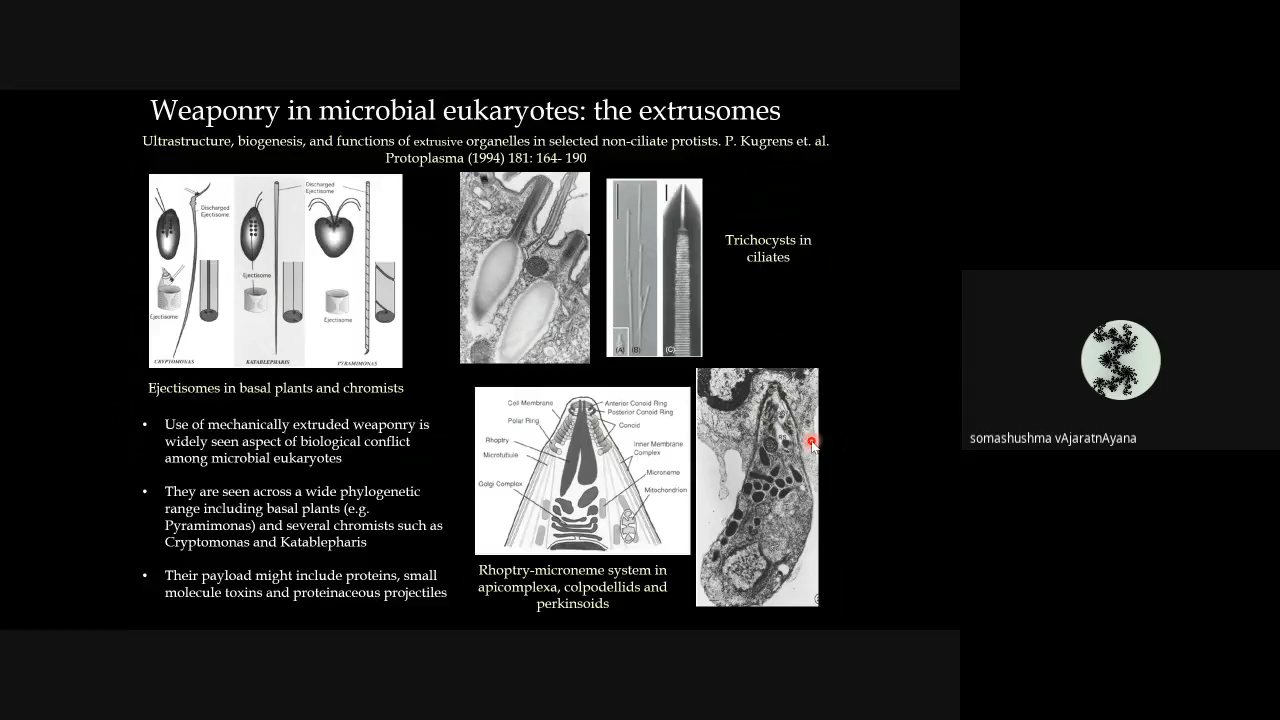 Weaponry in microbial eukaryotes: the extrusomes
Ultrastructure, biogenesis, and functions of extrusive organelles in selected non-ciliate protists. P. Kugrens et. al.
Protoplasma (1994) 181: 164- 190
Discharged
Ejectisome
Discharged
Ejectisome
Ejectisome
Ejectisome
Ejectisome
CRYPTOMONAS
KATABLEPHARIS
PYRAMIMONAS
Ejectisomes in basal plants and chromists
(A)
(B)
(C)
Trichocysts in
ciliates
• Use of mechanically extruded weaponry is
widely seen aspect of biological conflict
among microbial eukaryotes
• They are seen across a wide phylogenetic
range including basal plants (e.g.
Pyramimonas) and several chromists such as
Cryptomonas and Katablepharis
• Their payload might include proteins, small
molecule toxins and proteinaceous projectiles
Cell Membrane
Polar Ring
Rhoptry
Microtubule
Golgi Complex
Anterior Conoid Ring
Posterior Conoid Ring
Conoid
Inner Membrane
Complex
Microneme
Mitochondrion
Rhoptry-microneme system in
apicomplexa, colpodellids and
perkinsoids
somashushma vAjaratnAyana